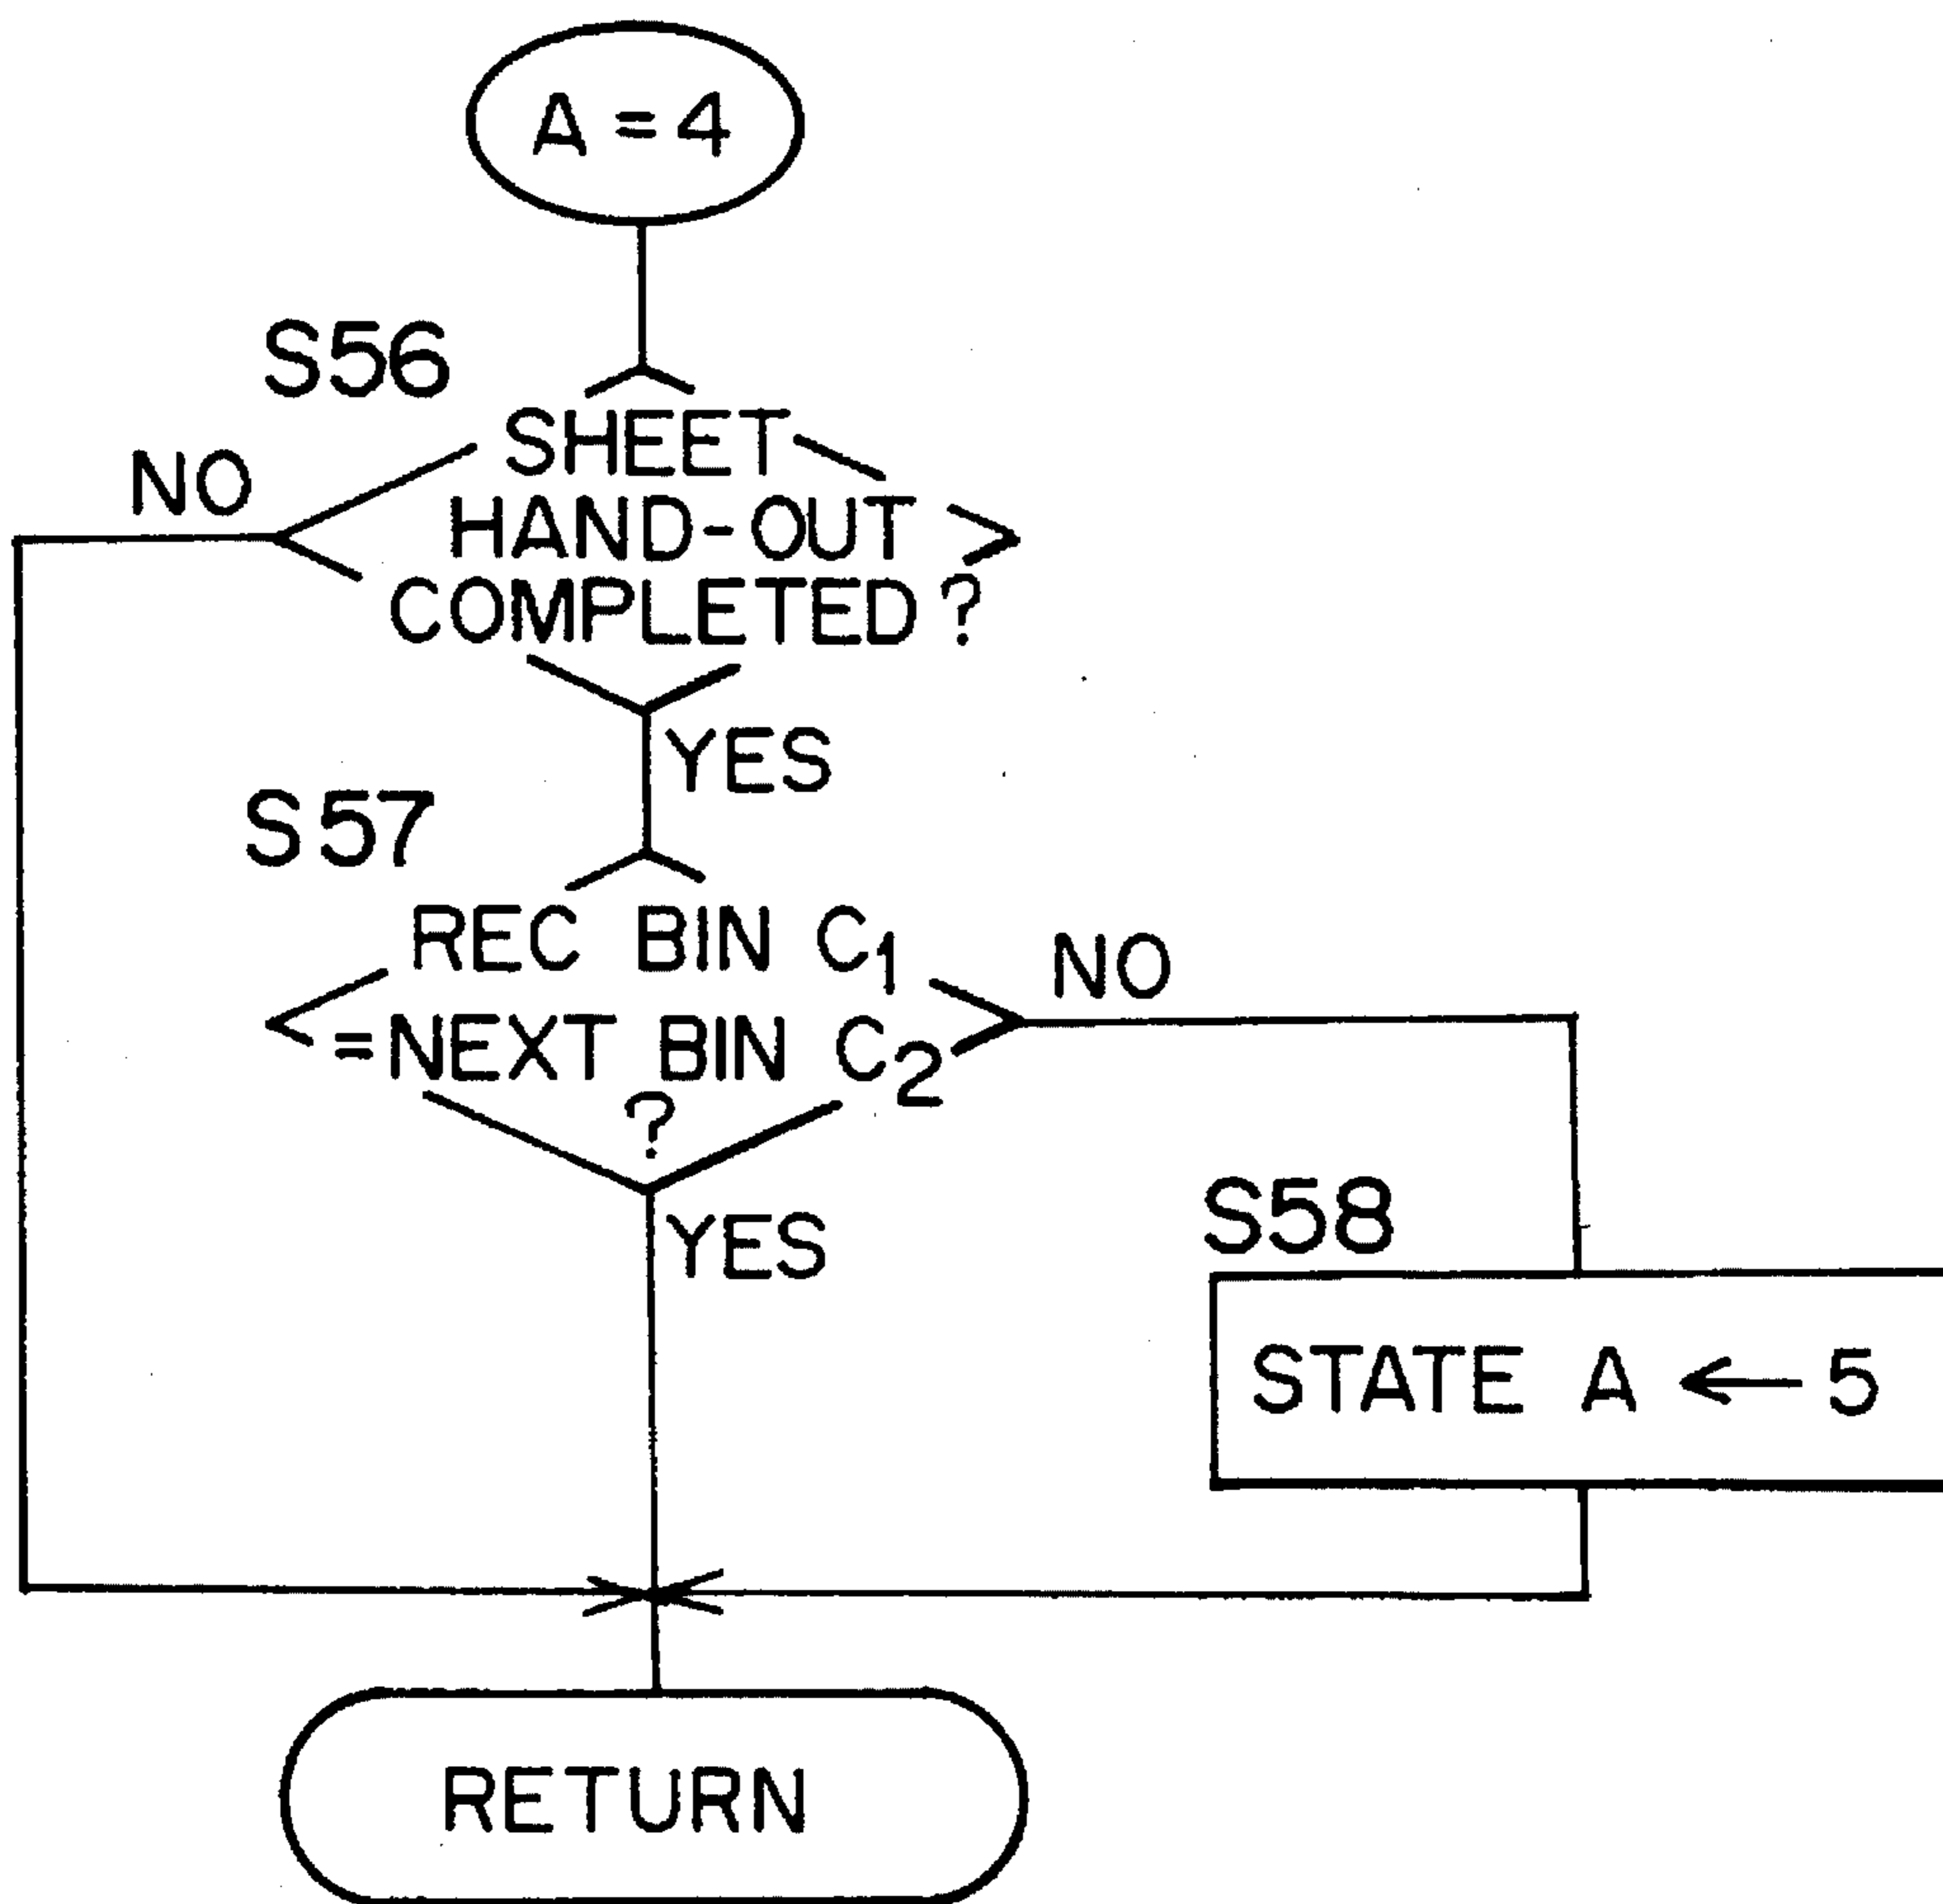 A = 4
S56
NO
SHEET
HAND-OUT
COMPLETED?
YES
S57
REC BIN C1
NO
=NEXT BIN C2
?
YES
S58
STATE A ← 5
RETURN